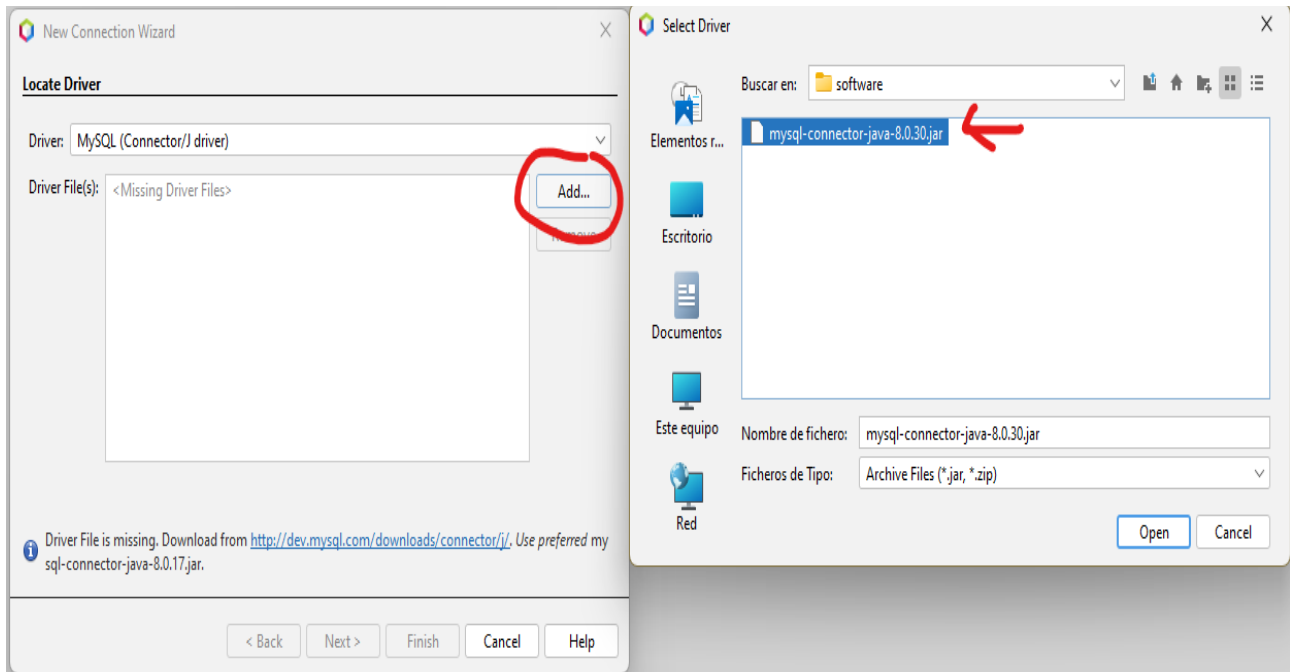 New Connection Wizard
Locate Driver
Driver: MySQL (Connector/J driver)
Driver File(s): <Missing Driver Files>
Add...
Remove
Driver File is missing. Download from http://dev.mysql.com/downloads/connector/j/. Use preferred my
sql-connector-java-8.0.17.jar.
< Back Next > Finish Cancel Help
Select Driver
Buscar en: software
mysql-connector-java-8.0.30.jar
Elementos r...
Escritorio
Documentos
Este equipo
Red
Nombre de fichero: mysql-connector-java-8.0.30.jar
Ficheros de Tipo: Archive Files (*.jar, *.zip)
Open Cancel